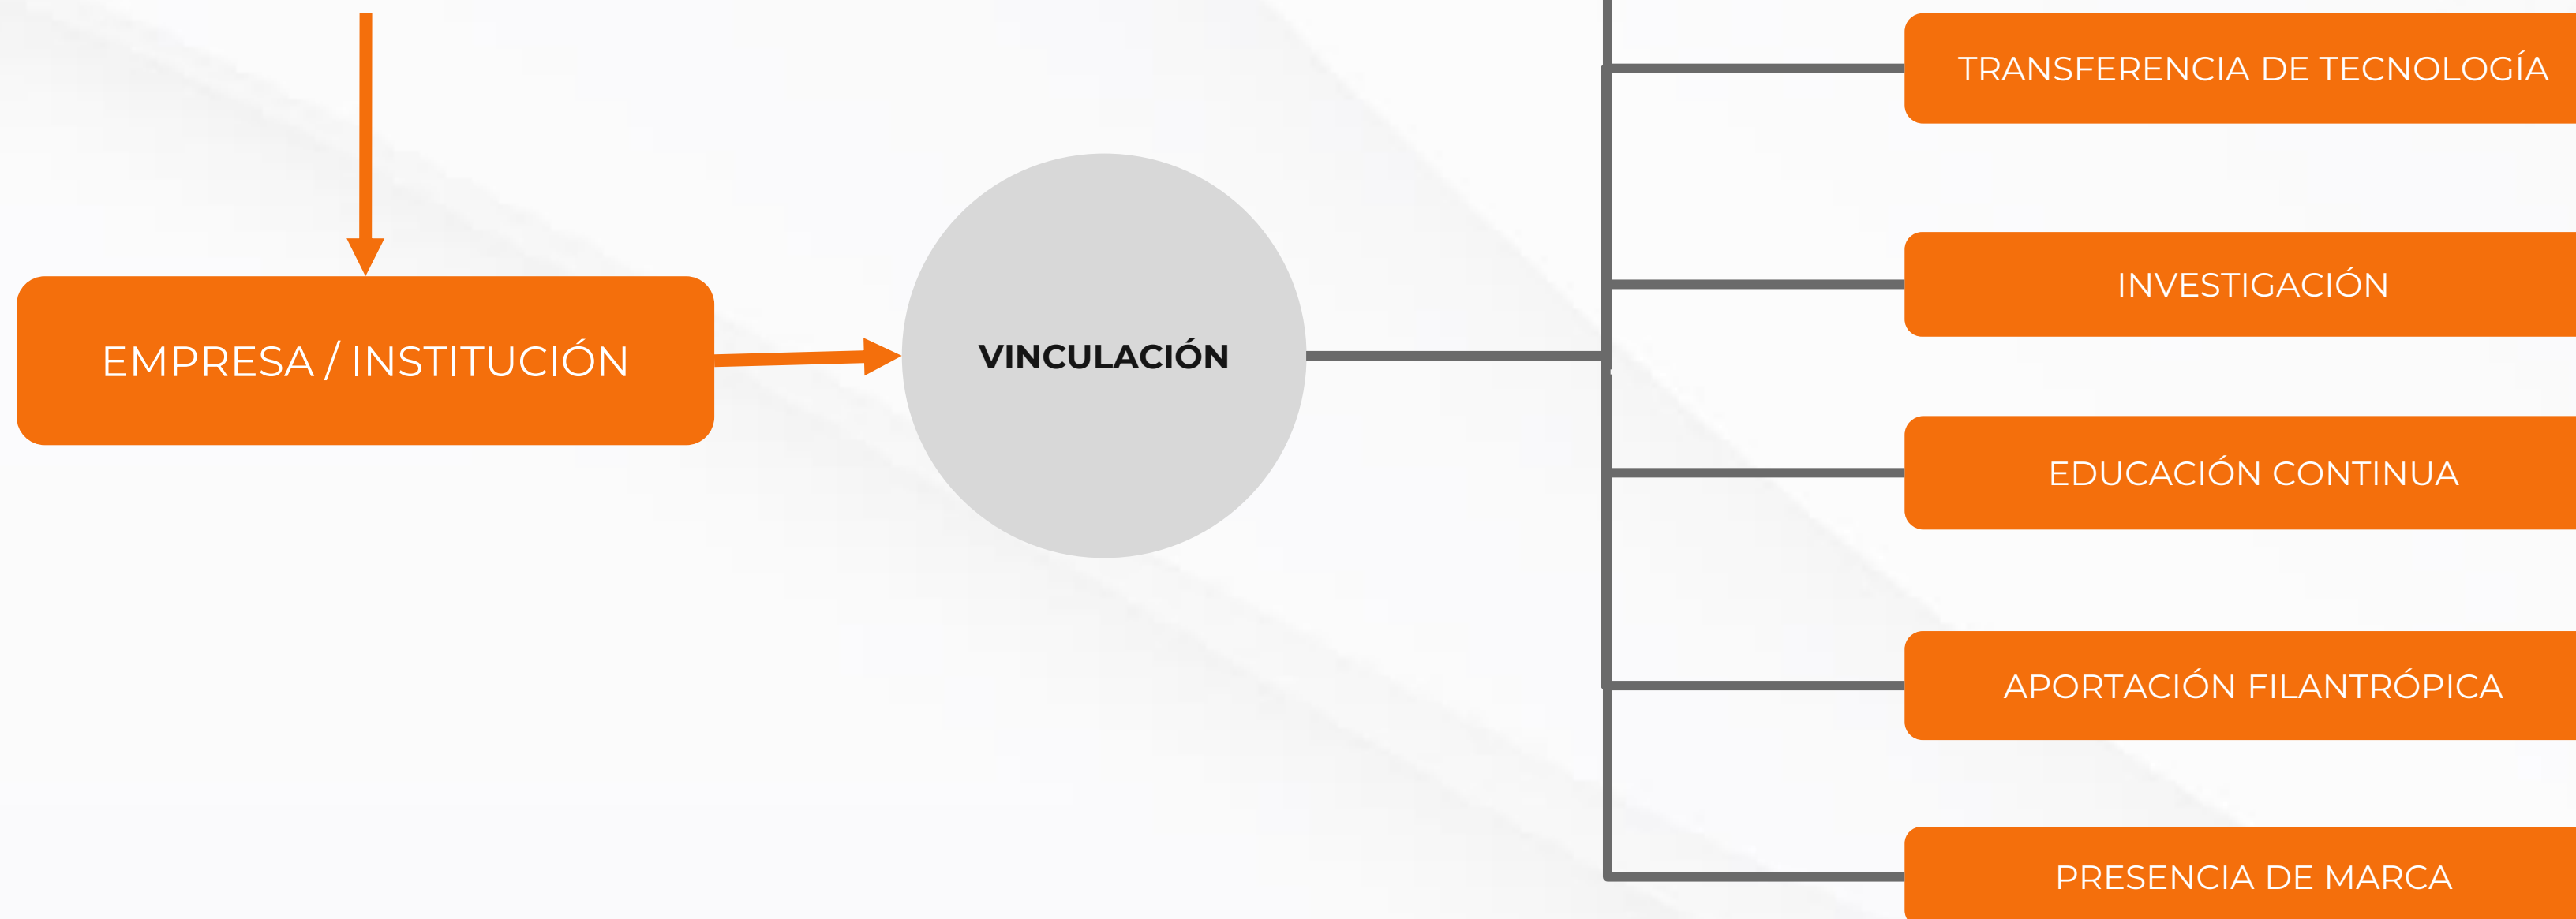 EMPRESA / INSTITUCIÓN
VINCULACIÓN
TRANSFERENCIA DE TECNOLOGÍA
INVESTIGACIÓN
EDUCACIÓN CONTINUA
APORTACIÓN FILANTRÓPICA
PRESENCIA DE MARCA